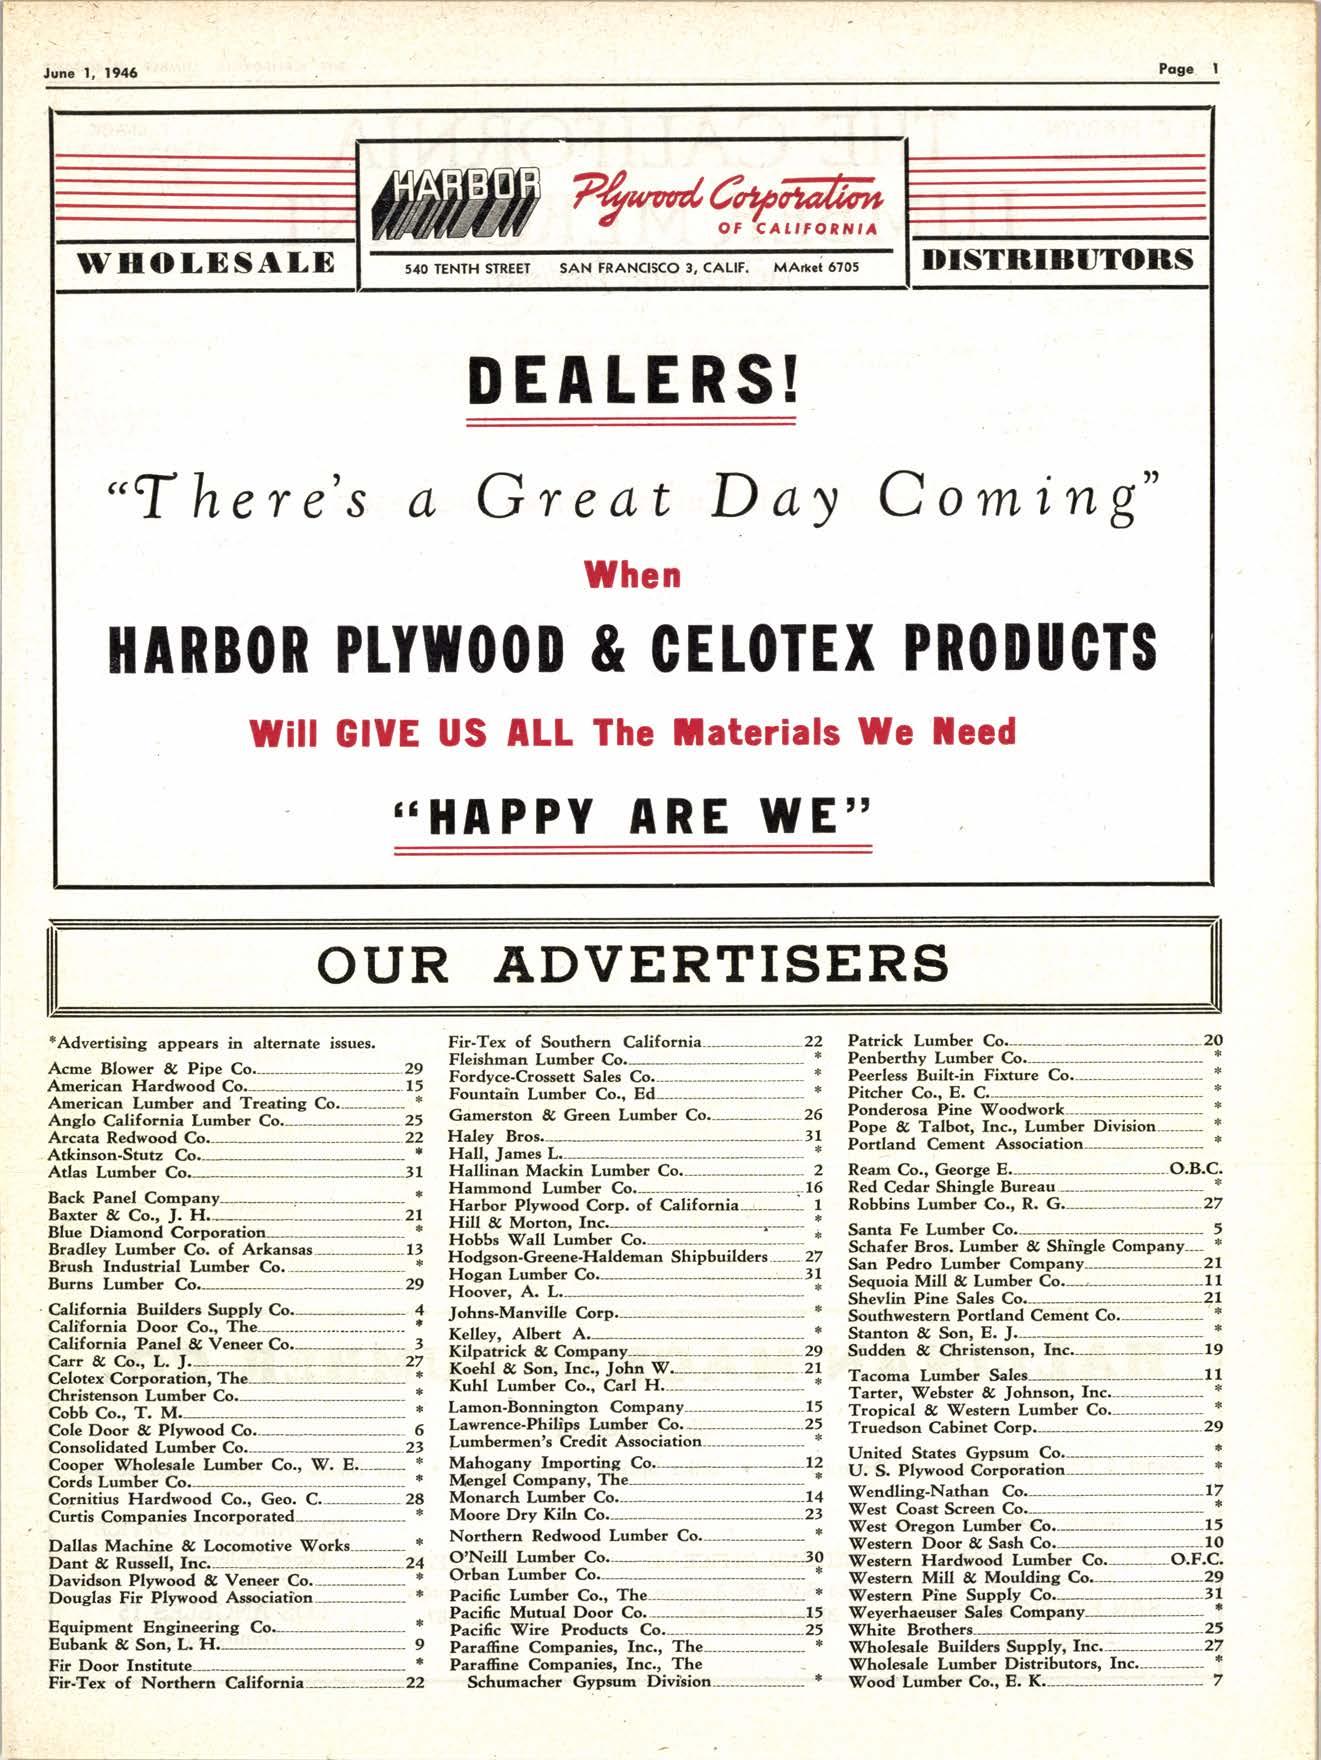 June 1, 1946
Page 1
HARBOR Plywood Corporation
OF CALIFORNIA
WHOLESALE
540 TENTH STREET SAN FRANCISCO 3, CALIF. MArket 6705
DISTRIBUTORS
DEALERS!
“There's a Great Day Coming”
When
HARBOR PLYWOOD & CELOTEX PRODUCTS
Will GIVE US ALL The Materials We Need
“HAPPY ARE WE”
OUR ADVERTISERS
*Advertising appears in alternate issues.
Acme Blower & Pipe Co. 29
American Hardwood Co. 15
American Lumber and Treating Co. *
Anglo California Lumber Co. 25
Arcata Redwood Co. 22
Atkinson-Stutz Co. *
Atlas Lumber Co. 31
Back Panel Company *
Baxter & Co., J. H. 21
Blue Diamond Corporation *
Bradley Lumber Co. of Arkansas 13
Brush Industrial Lumber Co. *
Burns Lumber Co. 29
California Builders Supply Co. 4
California Door Co., The *
California Panel & Veneer Co. 3
Carr & Co., L. J. 27
Celotex Corporation, The *
Christenson Lumber Co. *
Cobb Co., T. M. *
Cole Door & Plywood Co. 6
Consolidated Lumber Co. 23
Cooper Wholesale Lumber Co., W. E. *
Cords Lumber Co. *
Cornitius Hardwood Co., Geo. C. 28
Curtis Companies Incorporated *
Dallas Machine & Locomotive Works *
Dant & Russell, Inc. 24
Davidson Plywood & Veneer Co. *
Douglas Fir Plywood Association *
Equipment Engineering Co. *
Eubank & Son, L. H. 9
Fir Door Institute *
Fir-Tex of Northern California 22
Fir-Tex of Southern California 22
Fleishman Lumber Co. *
Fordyce-Crossett Sales Co. *
Fountain Lumber Co., Ed *
Gamerston & Green Lumber Co. 26
Haley Bros. 31
Hall, James L. *
Hallinan Mackin Lumber Co. 2
Hammond Lumber Co. 16
Harbor Plywood Corp. of California 1
Hill & Morton, Inc. *
Hobbs Wall Lumber Co. *
Hodgson-Greene-Haldeman Shipbuilders 27
Hogan Lumber Co. 31
Hoover, A. L. *
Johns-Manville Corp. *
Kelley, Albert A. *
Kilpatrick & Company 29
Koehl & Son, Inc., John W. 21
Kuhl Lumber Co., Carl H. *
Lamon-Bonnington Company 15
Lawrence-Philips Lumber Co. 25
Lumbermen's Credit Association *
Mahogany Importing Co. 12
Mengel Company, The *
Monarch Lumber Co. 14
Moore Dry Kiln Co. 23
Northern Redwood Lumber Co. *
O'Neill Lumber Co. 30
Orban Lumber Co. *
Pacific Lumber Co., The *
Pacific Mutual Door Co. 15
Pacific Wire Products Co. 25
Paraffine Companies, Inc., The *
Paraffine Companies, Inc., The
Schumacher Gypsum Division *
Patrick Lumber Co. 20
Penberthy Lumber Co. *
Peerless Built-in Fixture Co. *
Pitcher Co., E. C. *
Ponderosa Pine Woodwork *
Pope & Talbot, Inc., Lumber Division *
Portland Cement Association *
Ream Co., George E. O.B.C.
Red Cedar Shingle Bureau *
Robbins Lumber Co., R. G. 27
Santa Fe Lumber Co. 5
Schafer Bros. Lumber & Shingle Company *
San Pedro Lumber Company 21
Sequoia Mill & Lumber Co. 11
Shevlin Pine Sales Co. 21
Southwestern Portland Cement Co. *
Stanton & Son, E. J. *
Sudden & Christenson, Inc. 19
Tacoma Lumber Sales 11
Tarter, Webster & Johnson, Inc. *
Tropical & Western Lumber Co. *
Truedson Cabinet Corp. 29
United States Gypsum Co. *
U. S. Plywood Corporation *
Wendling-Nathan Co. 17
West Coast Screen Co. *
West Oregon Lumber Co. 15
Western Door & Sash Co. 10
Western Hardwood Lumber Co. O.F.C.
Western Mill & Moulding Co. 29
Western Pine Supply Co. 31
Weyerhaeuser Sales Company *
White Brothers 25
Wholesale Builders Supply, Inc. 27
Wholesale Lumber Distributors, Inc. *
Wood Lumber Co., E. K. 7